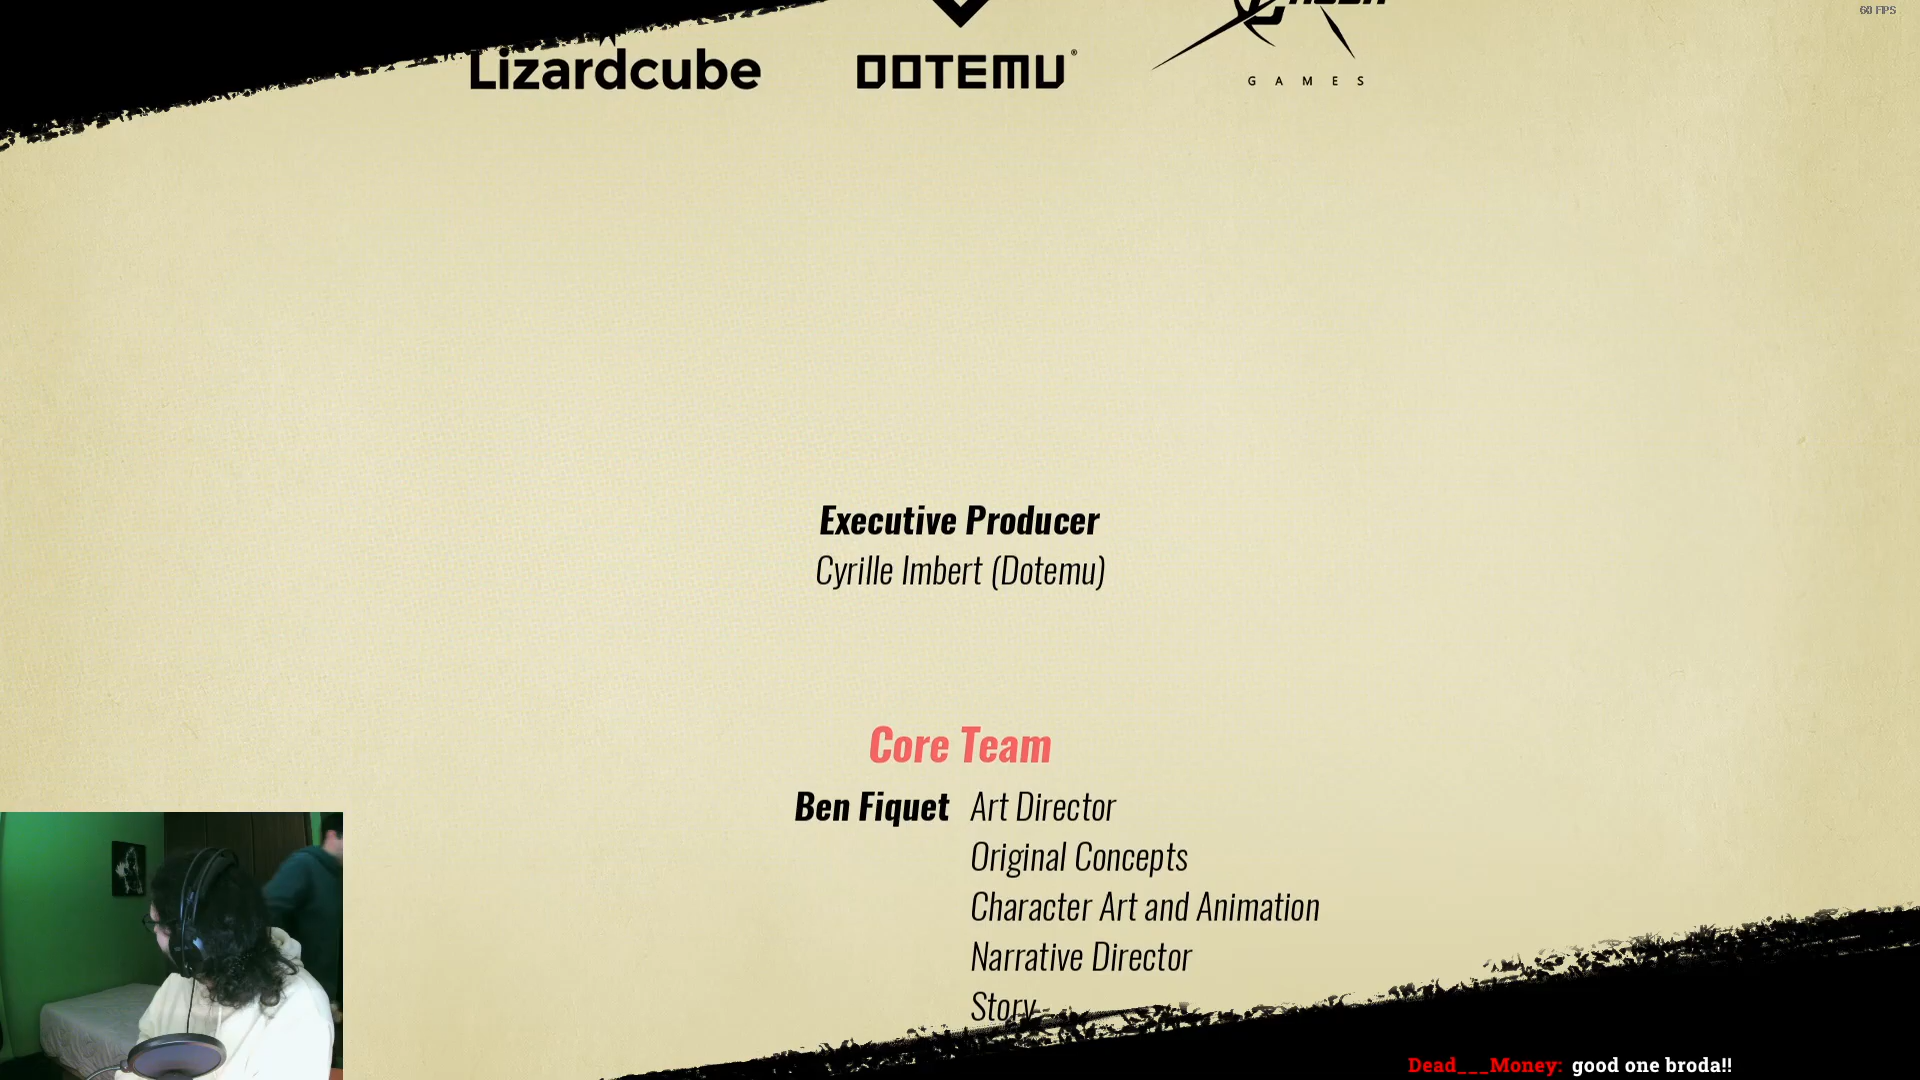 60 FPS
Lizardcube
DOTEMU®
GAMES
Executive Producer
Cyrille Imbert (Dotemu)
Core Team
Ben Fiquet Art Director
Original Concepts
Character Art and Animation
Narrative Director
Story
Dead___Money: good one broda!!